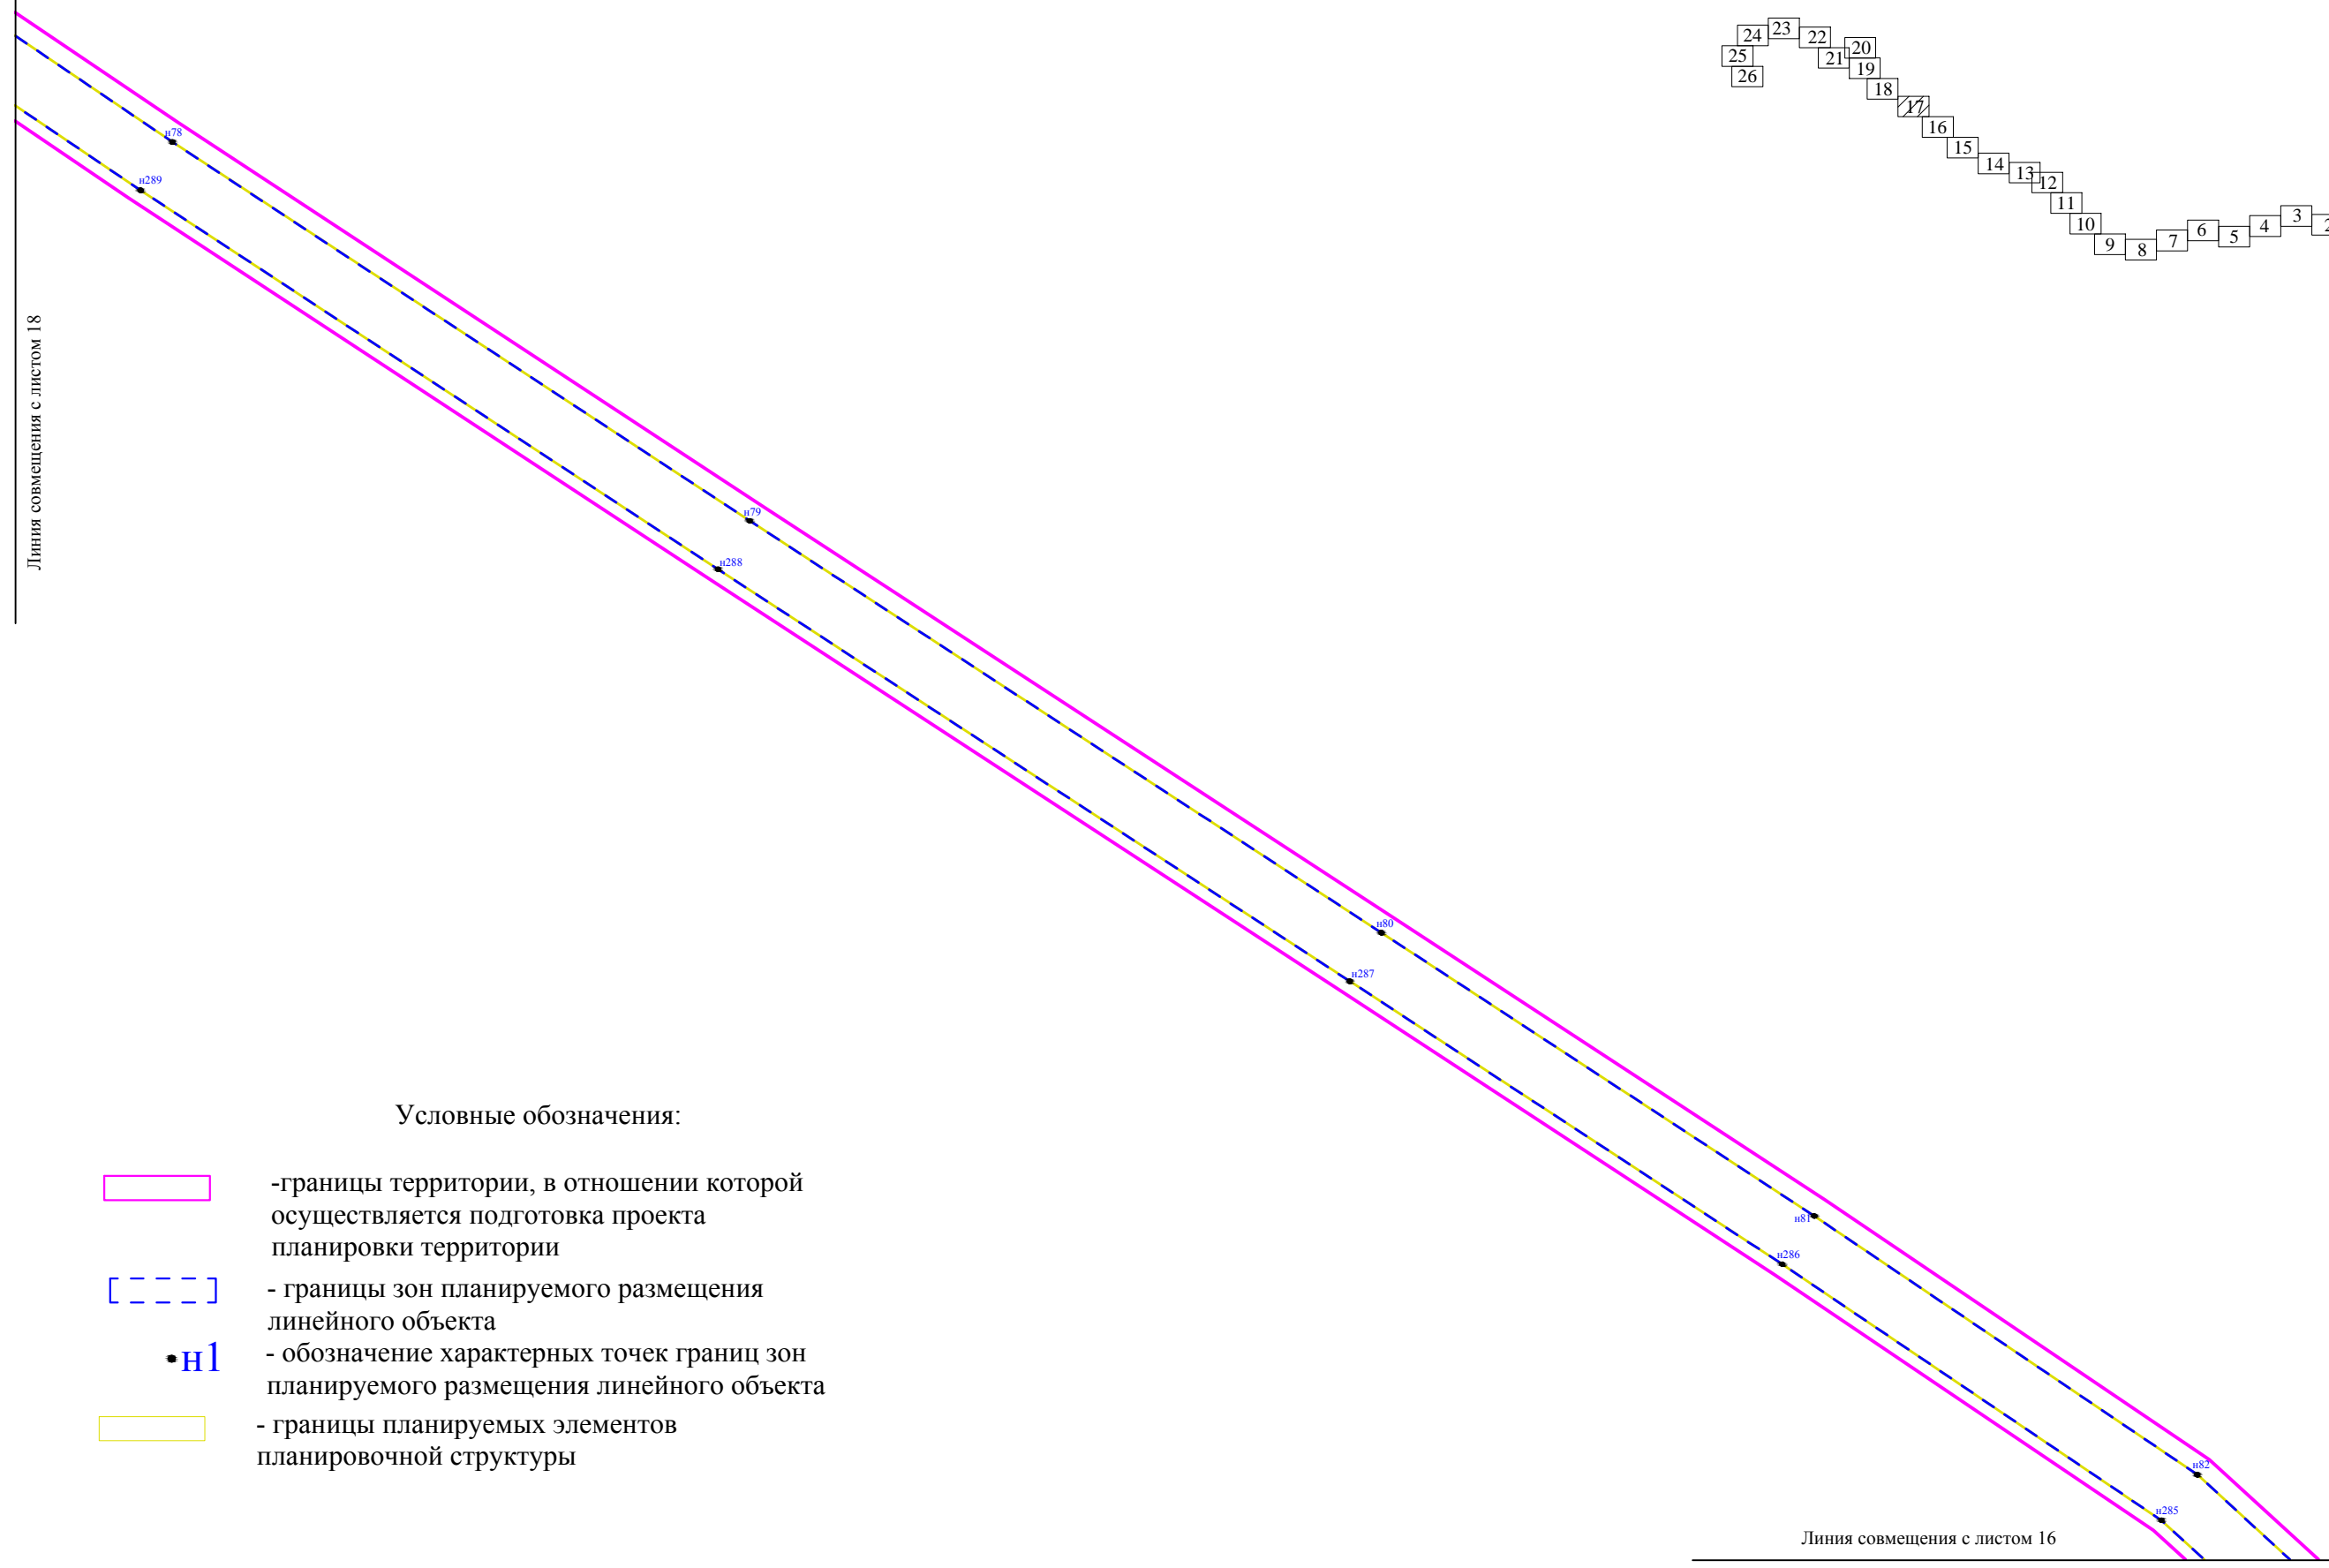 23
24
22
20
25
21
19
26
18
17
16
15
14
13
12
11
10
9
8
7
6
5
4
3
2
н78
н289
Линия совмещения с листом 18
н79
н288
н80
н287
н81
н286
н82
н285
Условные обозначения:
-границы территории, в отношении которой
осуществляется подготовка проекта
планировки территории
- границы зон планируемого размещения
линейного объекта
н1
- обозначение характерных точек границ зон
планируемого размещения линейного объекта
- границы планируемых элементов
планировочной структуры
Линия совмещения с листом 16